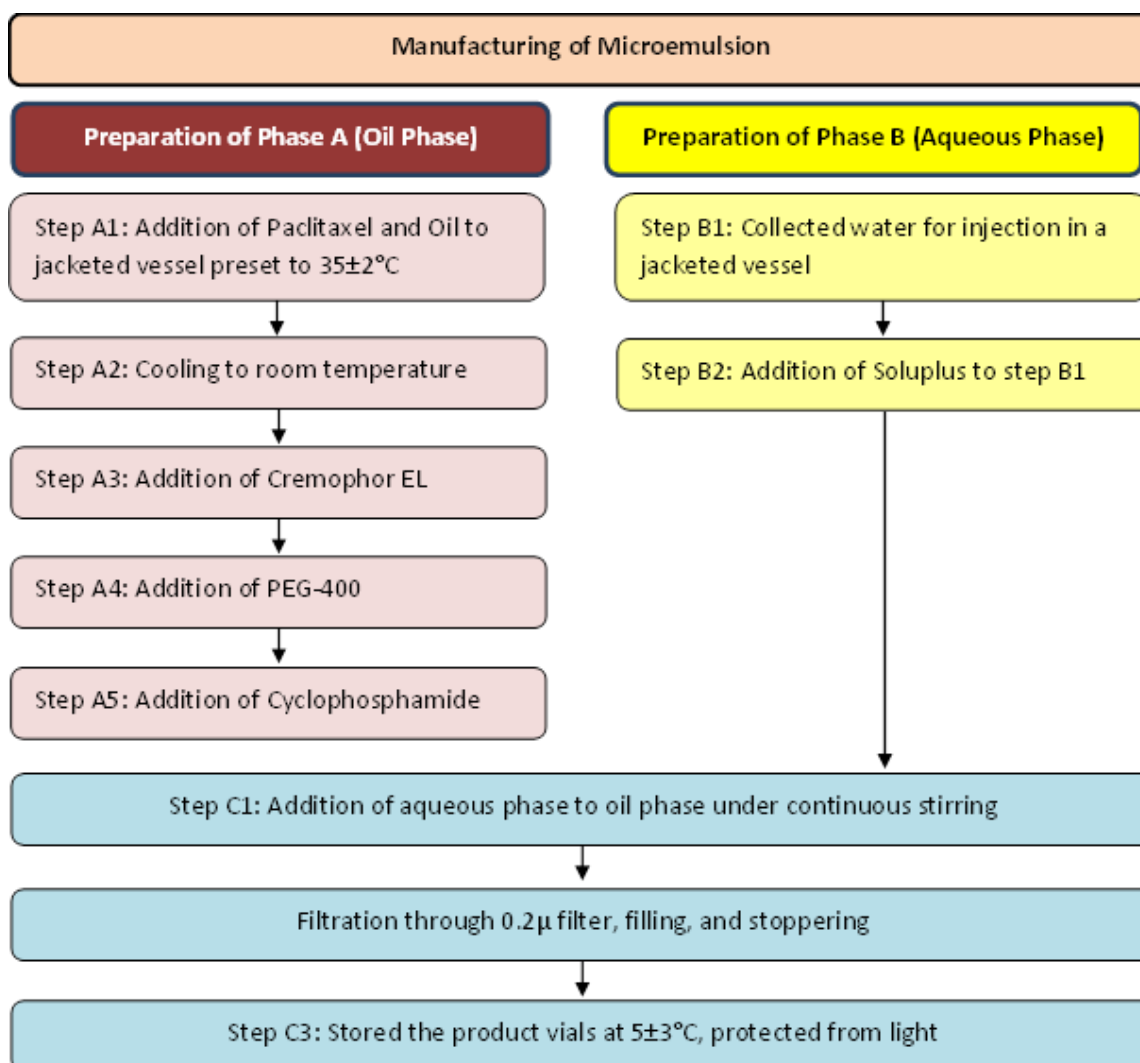 Manufacturing of Microemulsion
Preparation of Phase A (Oil Phase)
Preparation of Phase B (Aqueous Phase)
Step A1: Addition of Paclitaxel and Oil to
jacketed vessel preset to 35±2°C
Step B1: Collected water for injection in a
jacketed vessel
Step A2: Cooling to room temperature
Step B2: Addition of Soluplus to step B1
Step A3: Addition of Cremophor EL
Step A4: Addition of PEG-400
Step A5: Addition of Cyclophosphamide
Step C1: Addition of aqueous phase to oil phase under continuous stirring
Filtration through 0.2μ filter, filling, and stoppering
Step C3: Stored the product vials at 5±3°C, protected from light